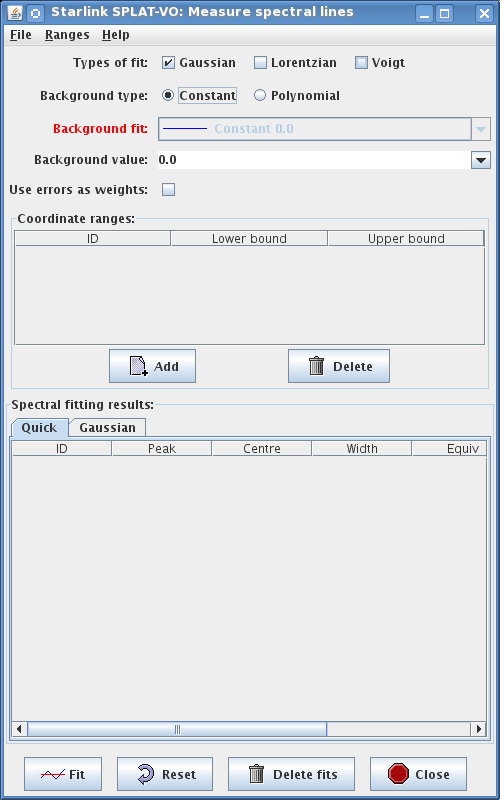 Starlink SPLAT-VO: Measure spectral lines
File Ranges Help
Types of fit: Gaussian Lorentzian Voigt
Background type: Constant Polynomial
Background fit: Constant 0.0
Background value: 0.0
Use errors as weights:
Coordinate ranges:
ID Lower bound Upper bound
Add Delete
Spectral fitting results:
Quick Gaussian
ID Peak Centre Width Equiv
Fit Reset Delete fits Close